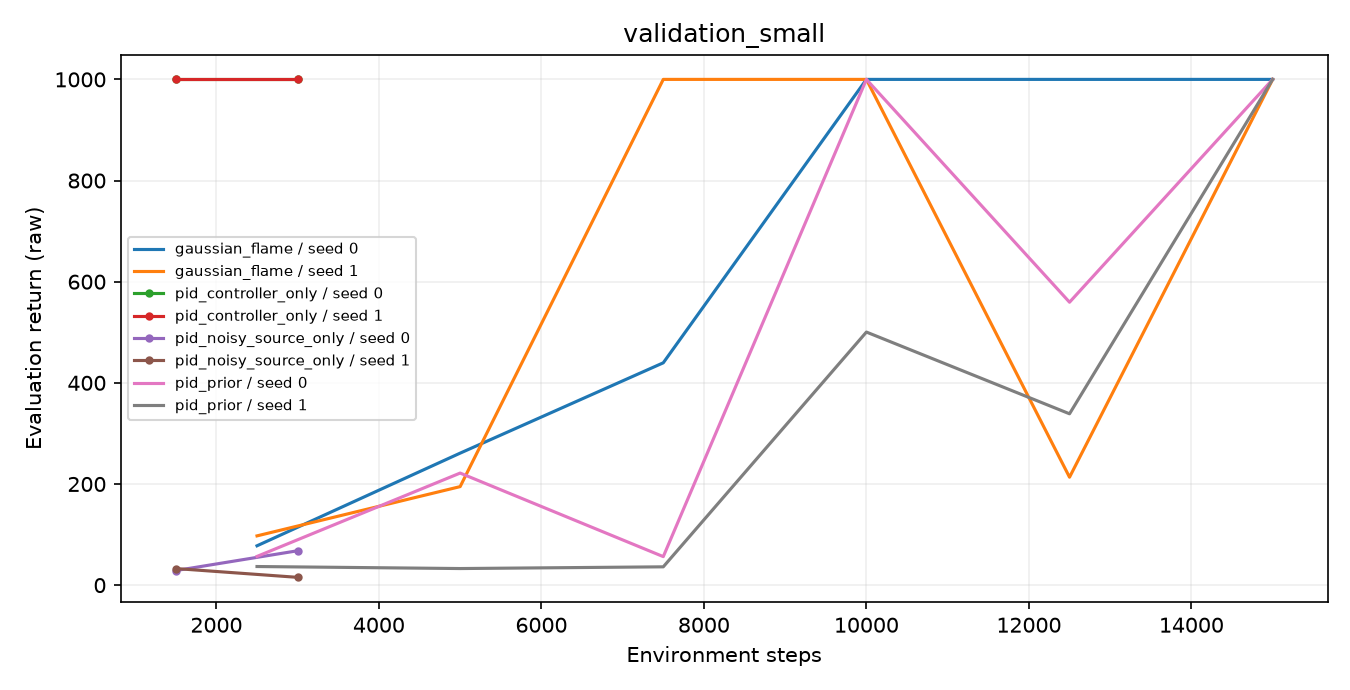 validation_small
Evaluation return (raw)
1000
800
600
400
200
0
gaussian_flame / seed 0
gaussian_flame / seed 1
pid_controller_only / seed 0
pid_controller_only / seed 1
pid_noisy_source_only / seed 0
pid_noisy_source_only / seed 1
pid_prior / seed 0
pid_prior / seed 1
2000 4000 6000 8000 10000 12000 14000
Environment steps